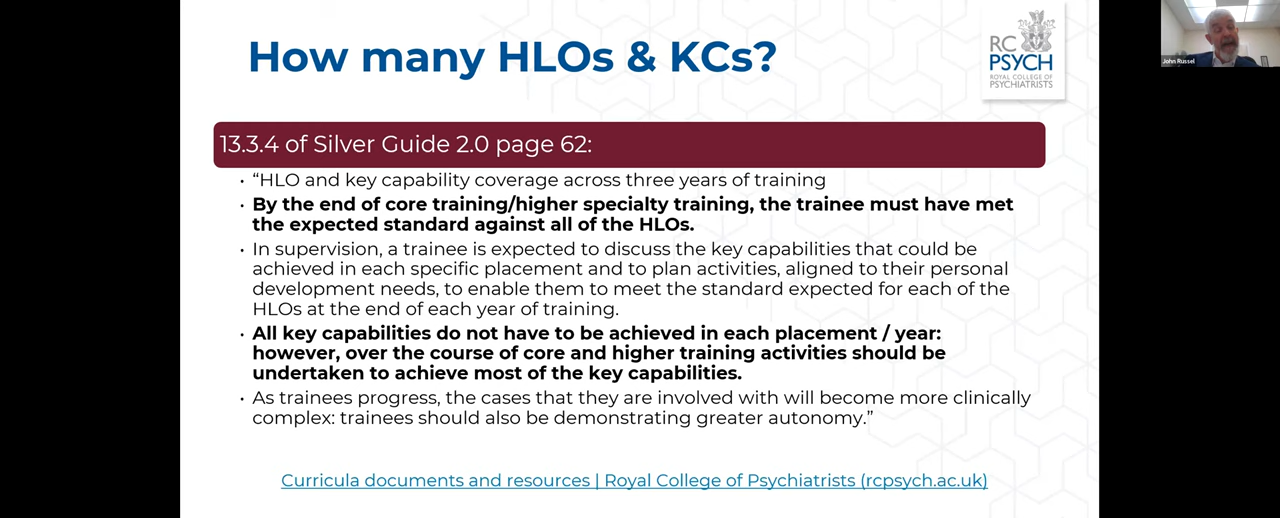 How many HLOs & KCs?
RC
PSYCH
ROYAL COLLEGE OF
PSYCHIATRISTS
John Russel
13.3.4 of Silver Guide 2.0 page 62:
• “HLO and key capability coverage across three years of training
• By the end of core training/higher specialty training, the trainee must have met
the expected standard against all of the HLOs.
• In supervision, a trainee is expected to discuss the key capabilities that could be
achieved in each specific placement and to plan activities, aligned to their personal
development needs, to enable them to meet the standard expected for each of the
HLOs at the end of each year of training.
• All key capabilities do not have to be achieved in each placement / year:
however, over the course of core and higher training activities should be
undertaken to achieve most of the key capabilities.
• As trainees progress, the cases that they are involved with will become more clinically
complex: trainees should also be demonstrating greater autonomy.”
Curricula documents and resources | Royal College of Psychiatrists (rcpsych.ac.uk)